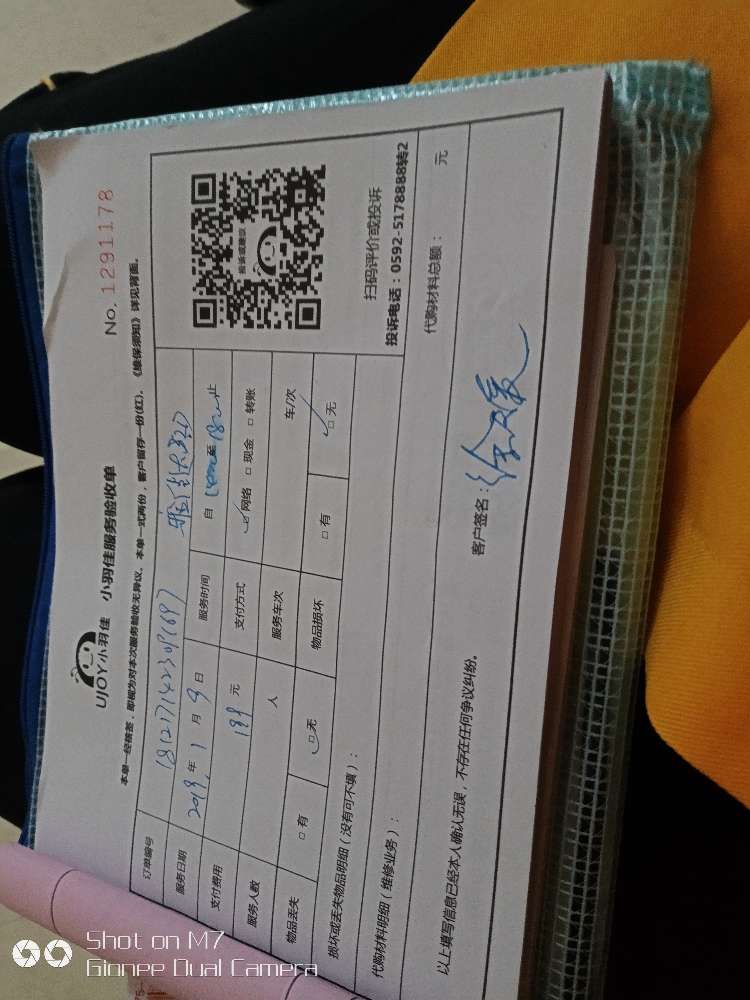 UJOY小羽佳 小羽佳服务验收单 No. 1291178
本单一经核签，即视为对本次服务验收无异议。本单一式两份，客户留存一份(红)。《维保须知》详见背面。
订单编号
服务日期 2019年 1月 9日 服务时间 自 至 止
支付费用 199 元 支付方式 □网络 □现金 □转账
服务人数 人 服务车次 车/次
物品丢失 □有 □无 物品损坏 □有 □无
投诉或建议
扫码评价或投诉
投诉电话：0592-5178888转2
损坏或丢失物品明细（没有可不填）：
代购材料明细（维修业务）： 代购材料总额： 元
以上填写信息已经本人确认无误，不存在任何争议纠纷。 客户签名：
Shot on M7
Gionee Dual Camera